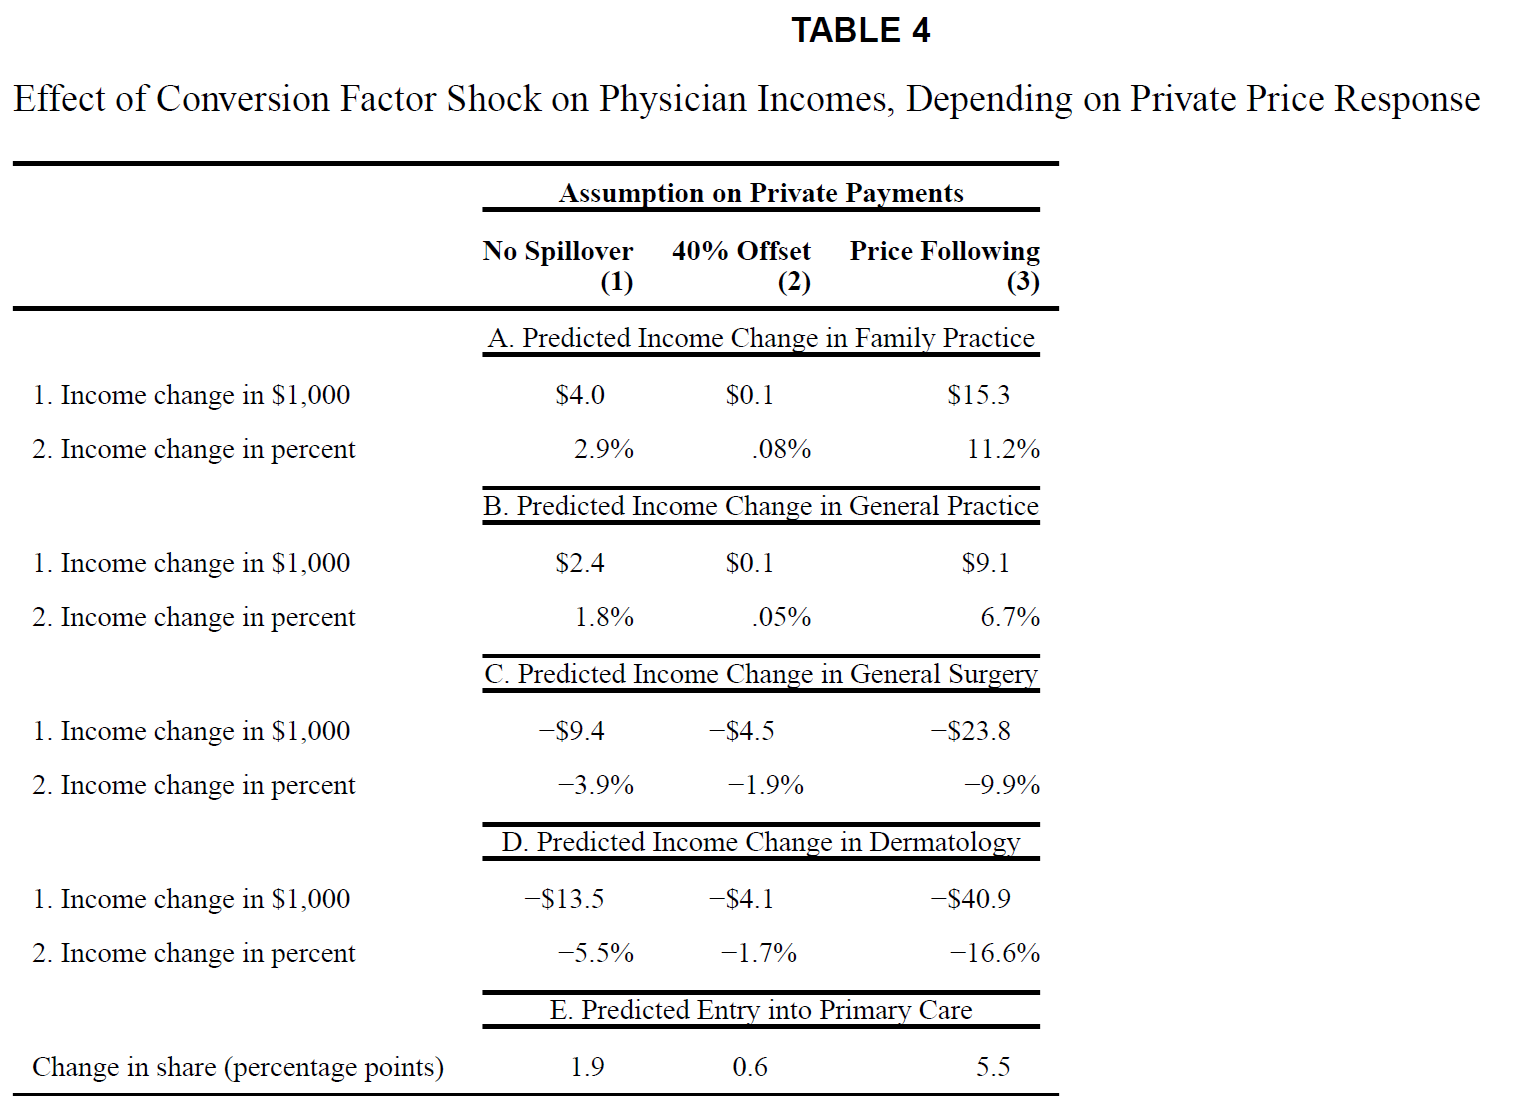 TABLE 4
Effect of Conversion Factor Shock on Physician Incomes, Depending on Private Price Response
Assumption on Private Payments
No Spillover 40% Offset Price Following
(1) (2) (3)
A. Predicted Income Change in Family Practice
1. Income change in $1,000 $4.0 $0.1 $15.3
2. Income change in percent 2.9% .08% 11.2%
B. Predicted Income Change in General Practice
1. Income change in $1,000 $2.4 $0.1 $9.1
2. Income change in percent 1.8% .05% 6.7%
C. Predicted Income Change in General Surgery
1. Income change in $1,000 −$9.4 −$4.5 −$23.8
2. Income change in percent −3.9% −1.9% −9.9%
D. Predicted Income Change in Dermatology
1. Income change in $1,000 −$13.5 −$4.1 −$40.9
2. Income change in percent −5.5% −1.7% −16.6%
E. Predicted Entry into Primary Care
Change in share (percentage points) 1.9 0.6 5.5